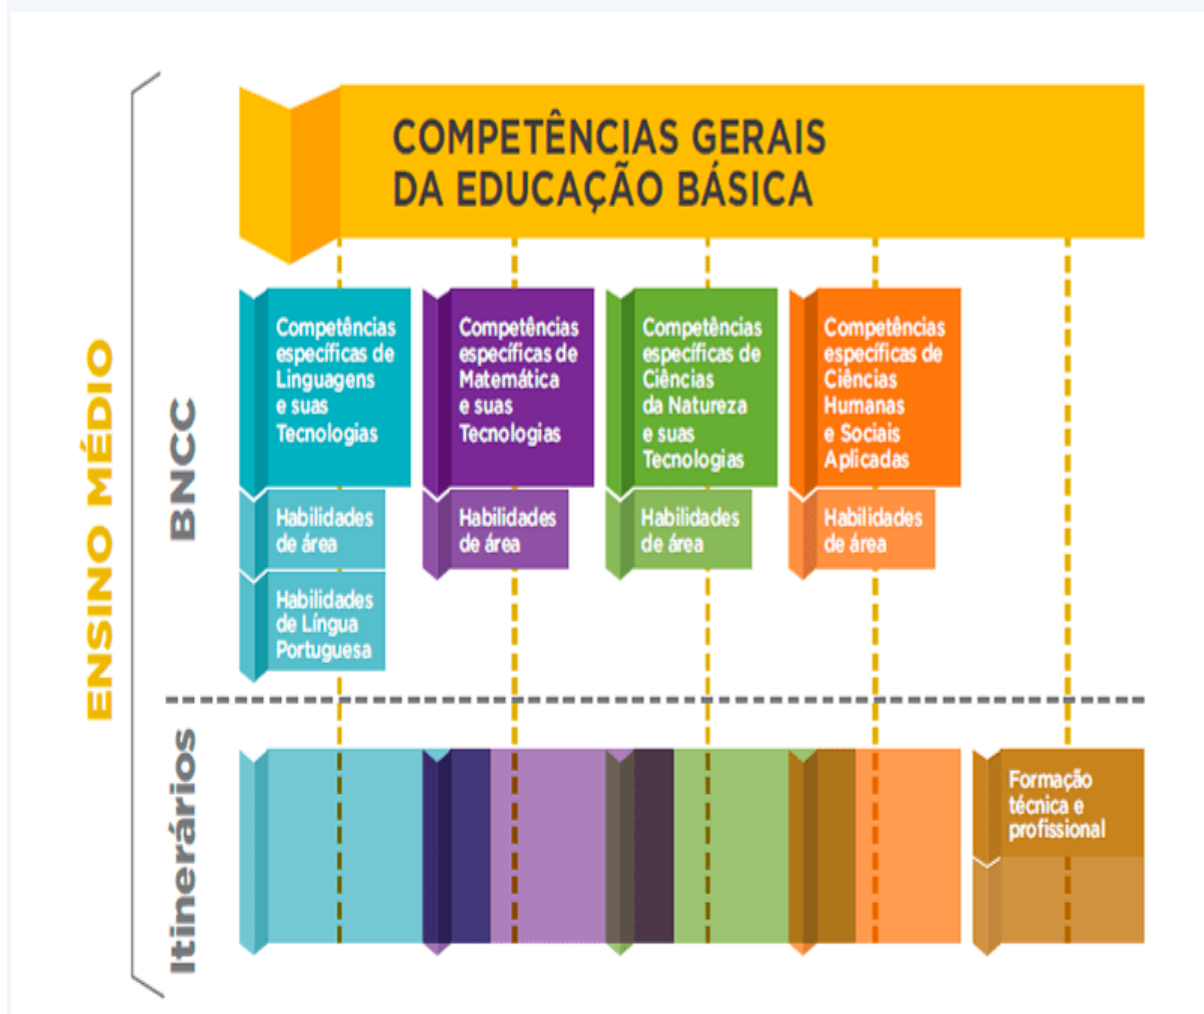 COMPETÊNCIAS GERAIS
DA EDUCAÇÃO BÁSICA
ENSINO MÉDIO
BNCC
Competências
específicas de
Linguagens
e suas
Tecnologias
Competências
específicas de
Matemática
e suas
Tecnologias
Competências
específicas de
Ciências
da Natureza
e suas
Tecnologias
Competências
específicas de
Ciências
Humanas
e Sociais
Aplicadas
Habilidades
de área
Habilidades
de área
Habilidades
de área
Habilidades
de área
Habilidades
de Língua
Portuguesa
Itinerários
Formação
técnica e
profissional